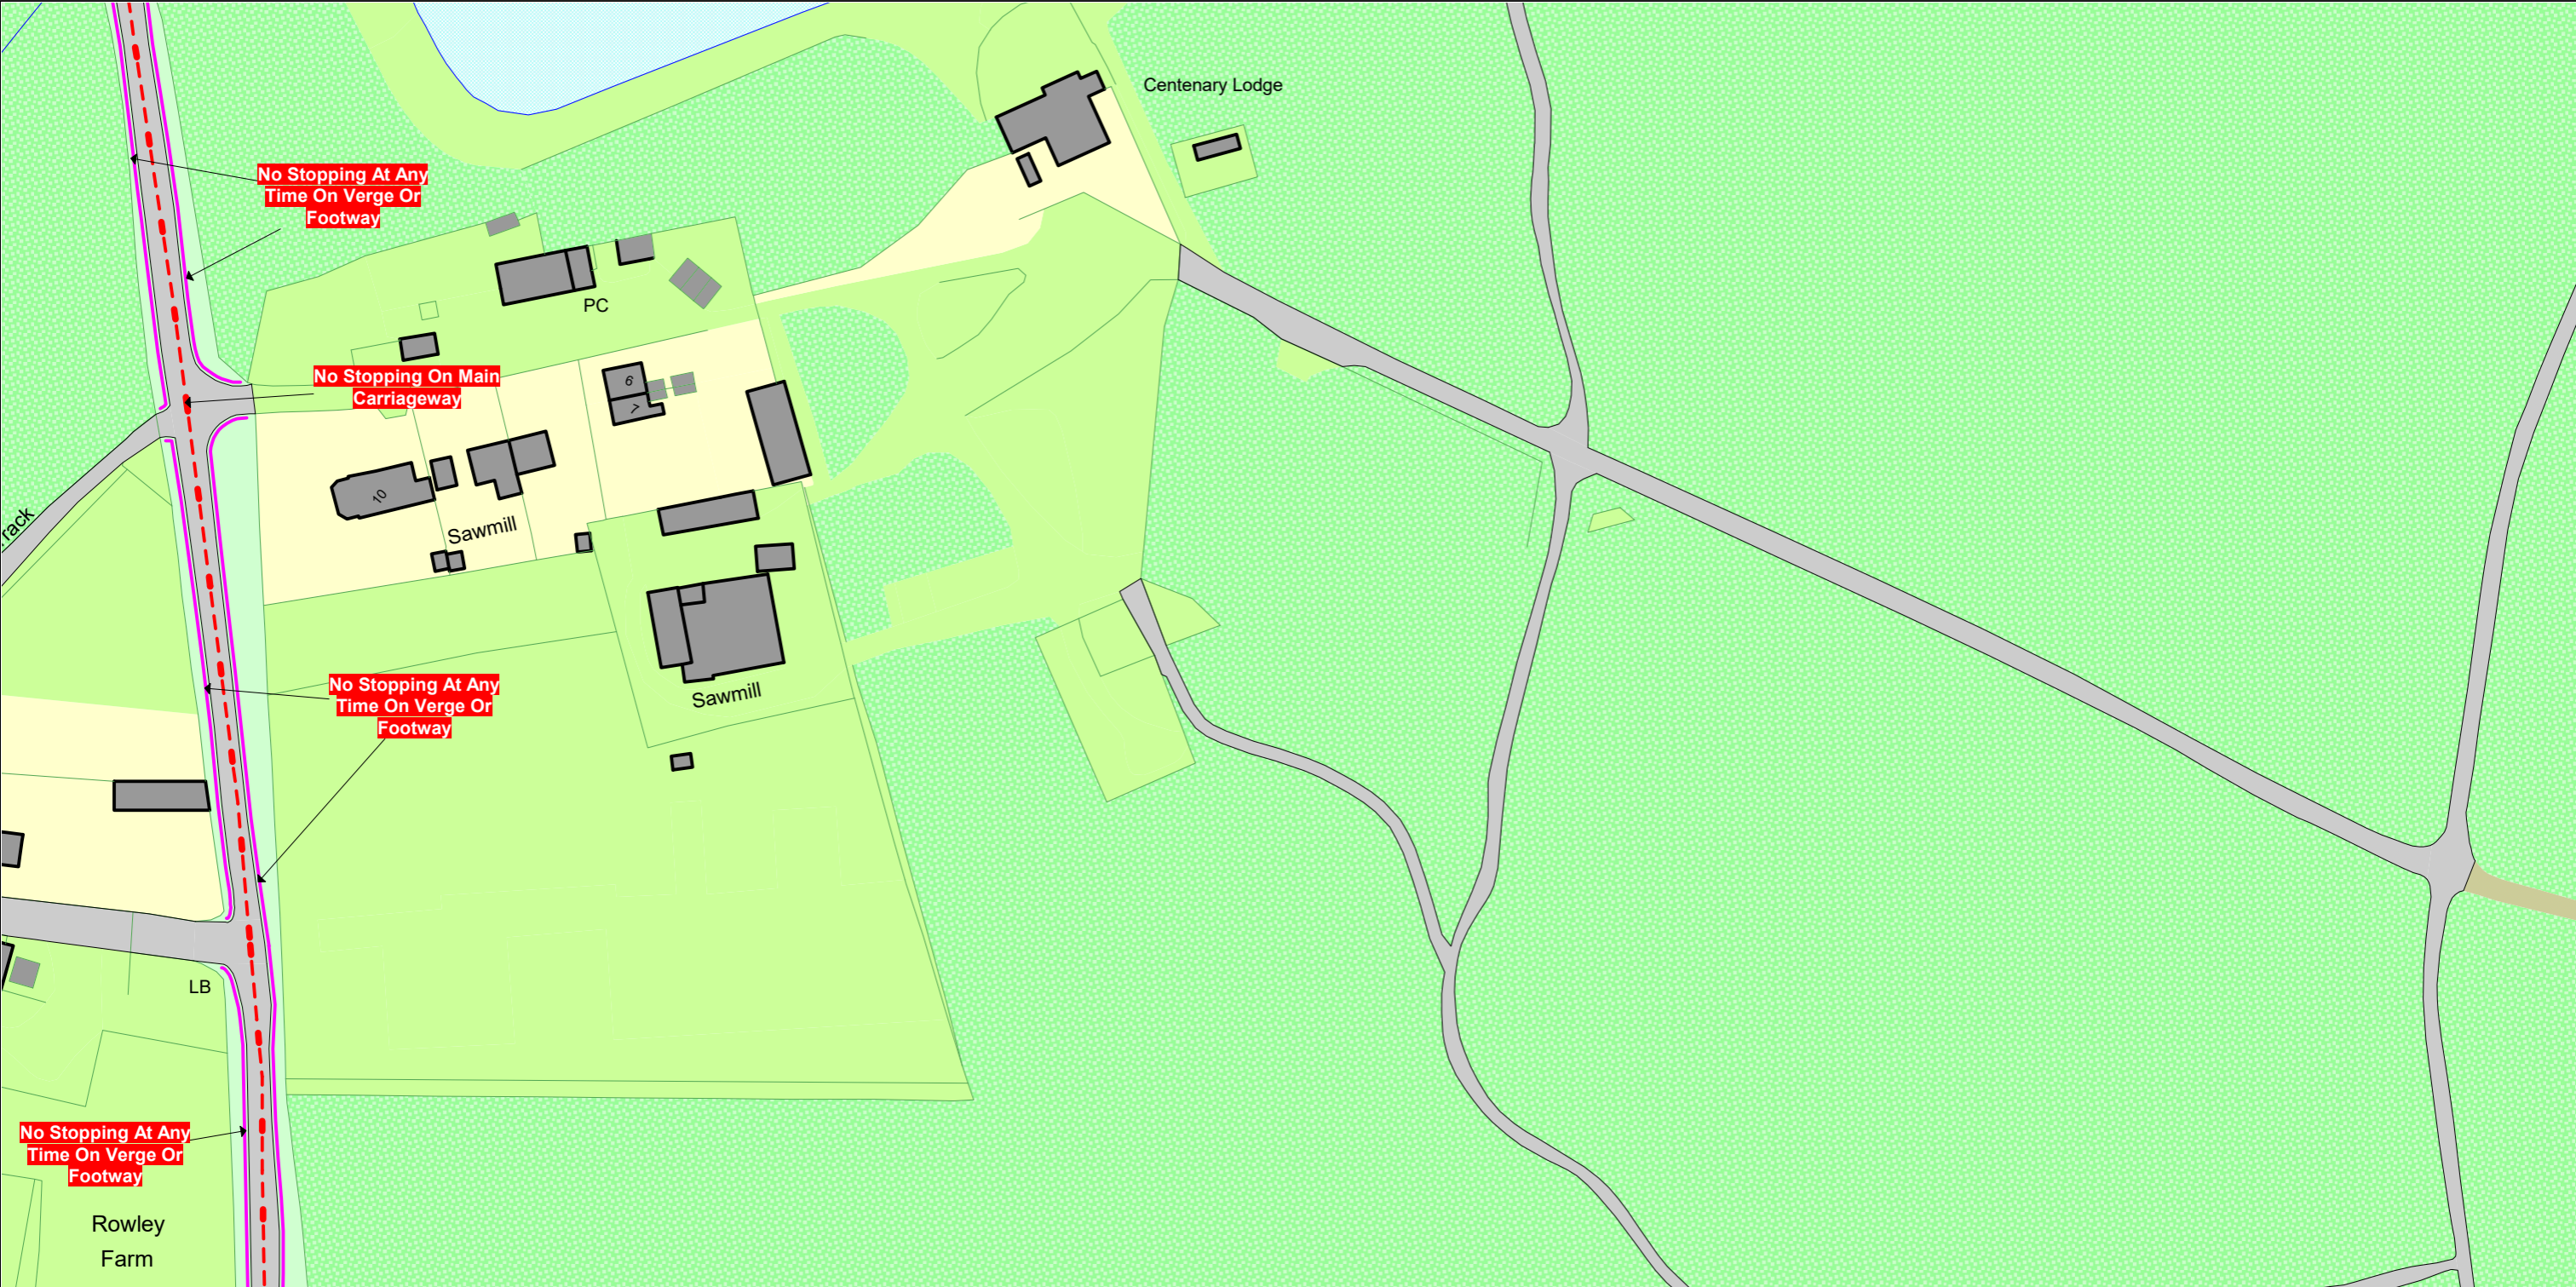 Centenary Lodge
No Stopping At Any
Time On Verge Or
Footway
PC
No Stopping On Main
Carriageway
6
7
10
Sawmill
rack
No Stopping At Any
Time On Verge Or
Footway
Sawmill
LB
No Stopping At Any
Time On Verge Or
Footway
Rowley
Farm